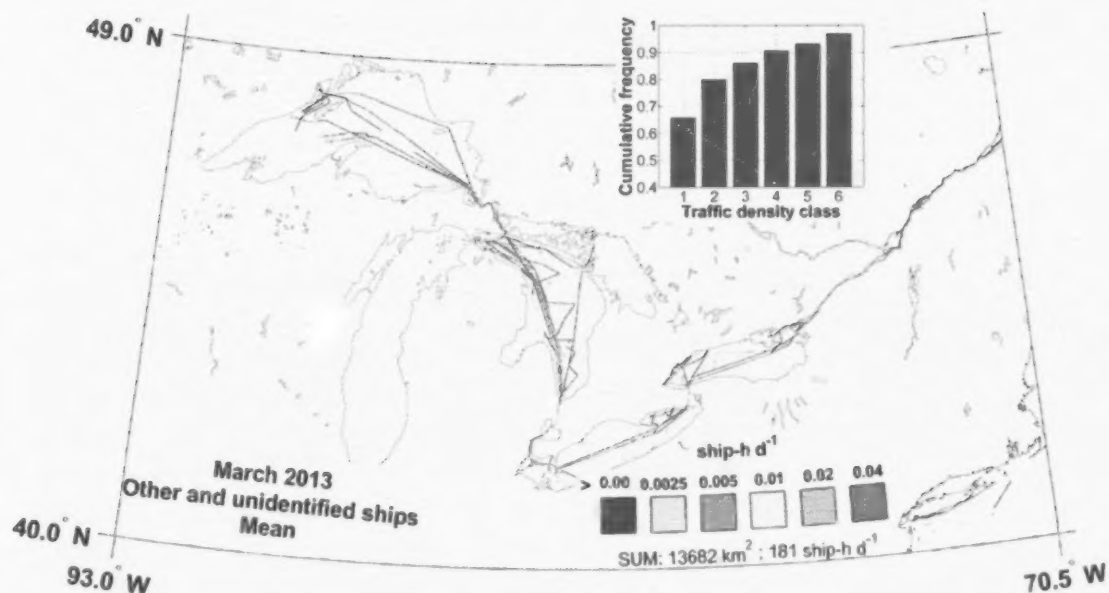 49.0° N
1
0.9
0.8
0.7
0.6
0.5
0.4
Cumulative frequency
1 2 3 4 5 6
Traffic density class
March 2013
Other and unidentified ships
Mean
ship-h d⁻¹
> 0.00 0.0025 0.005 0.01 0.02 0.04
SUM: 13682 km² ; 181 ship-h d⁻¹
40.0° N
93.0° W
70.5° W